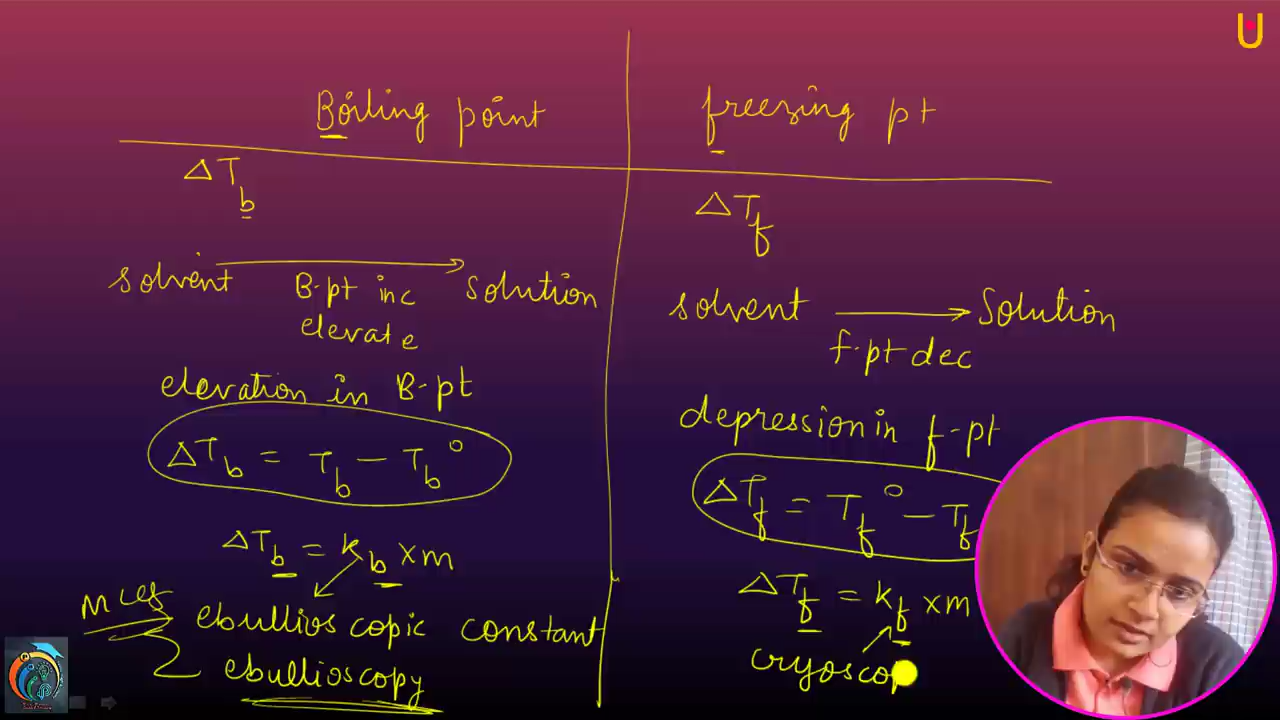 Boiling point
ΔTb
solvent → solution
B-pt inc
elevate
elevation in B-pt
ΔTb = Tb − Tb°
ΔTb = kb × m
ebullioscopic constant
ebullioscopy
freezing pt
ΔTf
solvent → Solution
f.pt dec
depression in f-pt
ΔTf = Tf° − Tf
ΔTf = kf × m
cryoscop